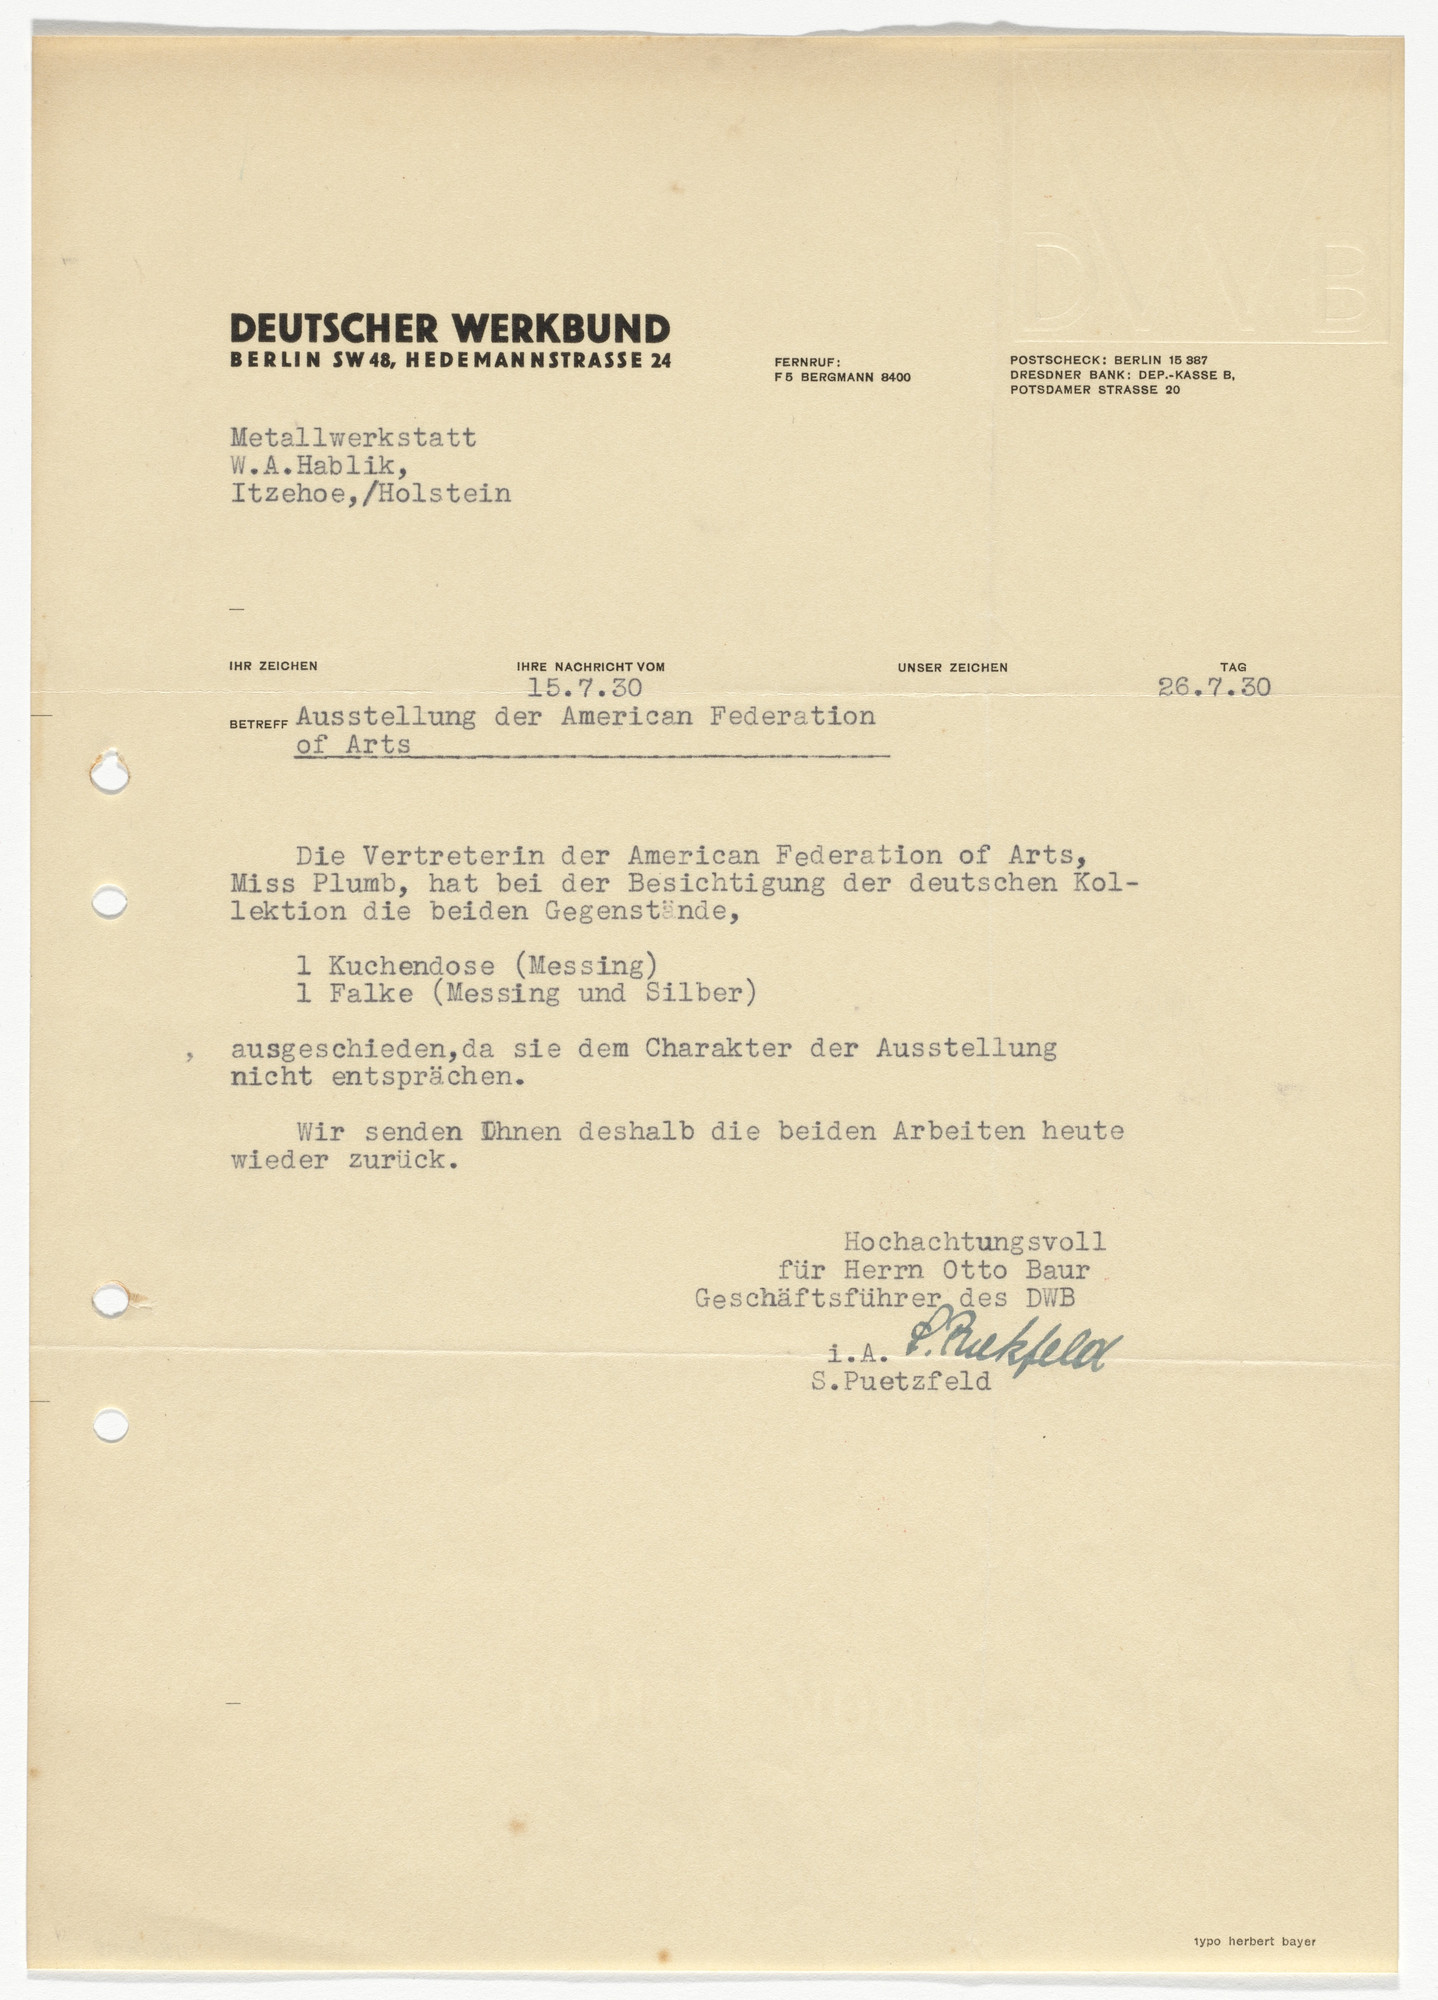 DWB
DEUTSCHER WERKBUND
BERLIN SW 48, HEDEMANNSTRASSE 24
FERNRUF:
F 5 BERGMANN 8400
POSTSCHECK: BERLIN 15 387
DRESDNER BANK: DEP.-KASSE B,
POTSDAMER STRASSE 20
Metallwerkstatt
W.A.Hablik,
Itzehoe,/Holstein
IHR ZEICHEN IHRE NACHRICHT VOM UNSER ZEICHEN TAG
15.7.30 26.7.30
BETREFF Ausstellung der American Federation
of Arts
Die Vertreterin der American Federation of Arts,
Miss Plumb, hat bei der Besichtigung der deutschen Kol-
lektion die beiden Gegenstände,
1 Kuchendose (Messing)
1 Falke (Messing und Silber)
, ausgeschieden,da sie dem Charakter der Ausstellung
nicht entsprächen.
Wir senden Ihnen deshalb die beiden Arbeiten heute
wieder zurück.
Hochachtungsvoll
für Herrn Otto Baur
Geschäftsführer des DWB
i.A. S. Puetzfeld
S.Puetzfeld
typo herbert bayer